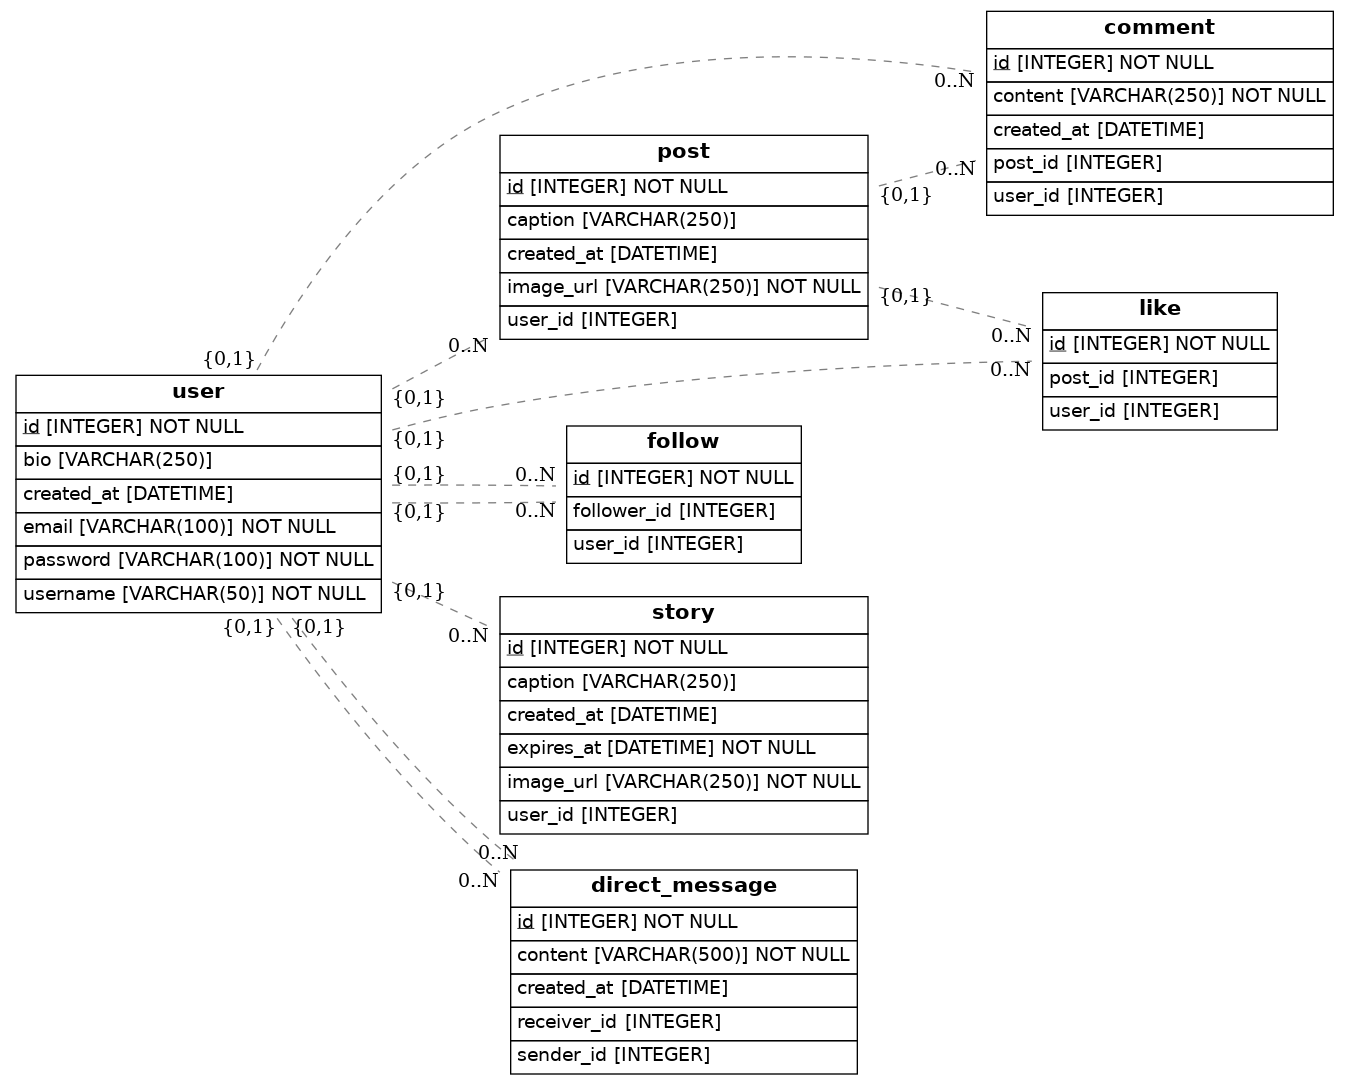 comment
id [INTEGER] NOT NULL
content [VARCHAR(250)] NOT NULL
created_at [DATETIME]
post_id [INTEGER]
user_id [INTEGER]
0..N
0..N
post
id [INTEGER] NOT NULL
caption [VARCHAR(250)]
created_at [DATETIME]
image_url [VARCHAR(250)] NOT NULL
user_id [INTEGER]
{0,1}
{0,1}
0..N
like
id [INTEGER] NOT NULL
post_id [INTEGER]
user_id [INTEGER]
0..N
0..N
{0,1}
user
id [INTEGER] NOT NULL
bio [VARCHAR(250)]
created_at [DATETIME]
email [VARCHAR(100)] NOT NULL
password [VARCHAR(100)] NOT NULL
username [VARCHAR(50)] NOT NULL
{0,1}
{0,1}
{0,1}
{0,1}
{0,1}
{0,1} {0,1}
0..N
0..N
follow
id [INTEGER] NOT NULL
follower_id [INTEGER]
user_id [INTEGER]
0..N
story
id [INTEGER] NOT NULL
caption [VARCHAR(250)]
created_at [DATETIME]
expires_at [DATETIME] NOT NULL
image_url [VARCHAR(250)] NOT NULL
user_id [INTEGER]
0..N
0..N
direct_message
id [INTEGER] NOT NULL
content [VARCHAR(500)] NOT NULL
created_at [DATETIME]
receiver_id [INTEGER]
sender_id [INTEGER]